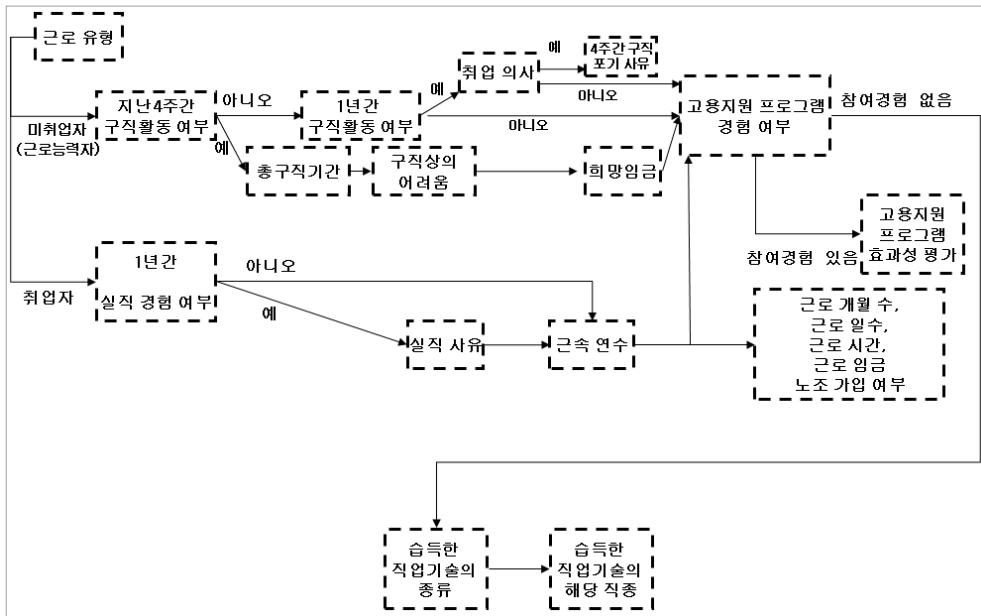 근로 유형
미취업자
(근로능력자)
지난4주간
구직활동 여부
아니오
예
1년간
구직활동 여부
예
아니오
취업 의사
예
아니오
4주간 구직
포기 사유
총구직기간
구직상의
어려움
희망임금
고용지원 프로그램
경험 여부
참여경험 없음
참여경험 있음
고용지원
프로그램
효과성 평가
취업자
1년간
실직 경험 여부
아니오
예
실직 사유
근속 연수
근로 개월 수,
근로 일수,
근로 시간,
근로 임금
노조 가입 여부
습득한
직업기술의
종류
습득한
직업기술의
해당 직종